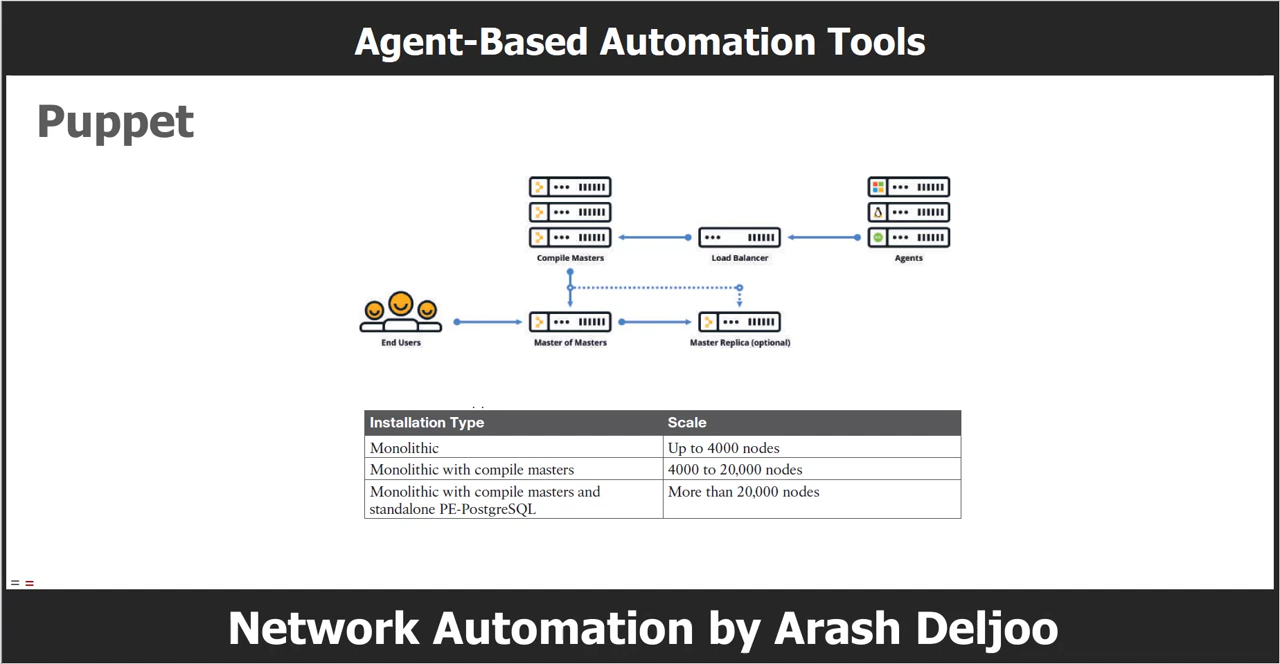 Agent-Based Automation Tools
Puppet
Compile Masters
Load Balancer
Agents
End Users
Master of Masters
Master Replica (optional)
Installation Type
Scale
Monolithic
Up to 4000 nodes
Monolithic with compile masters
4000 to 20,000 nodes
Monolithic with compile masters and
standalone PE-PostgreSQL
More than 20,000 nodes
Network Automation by Arash Deljoo